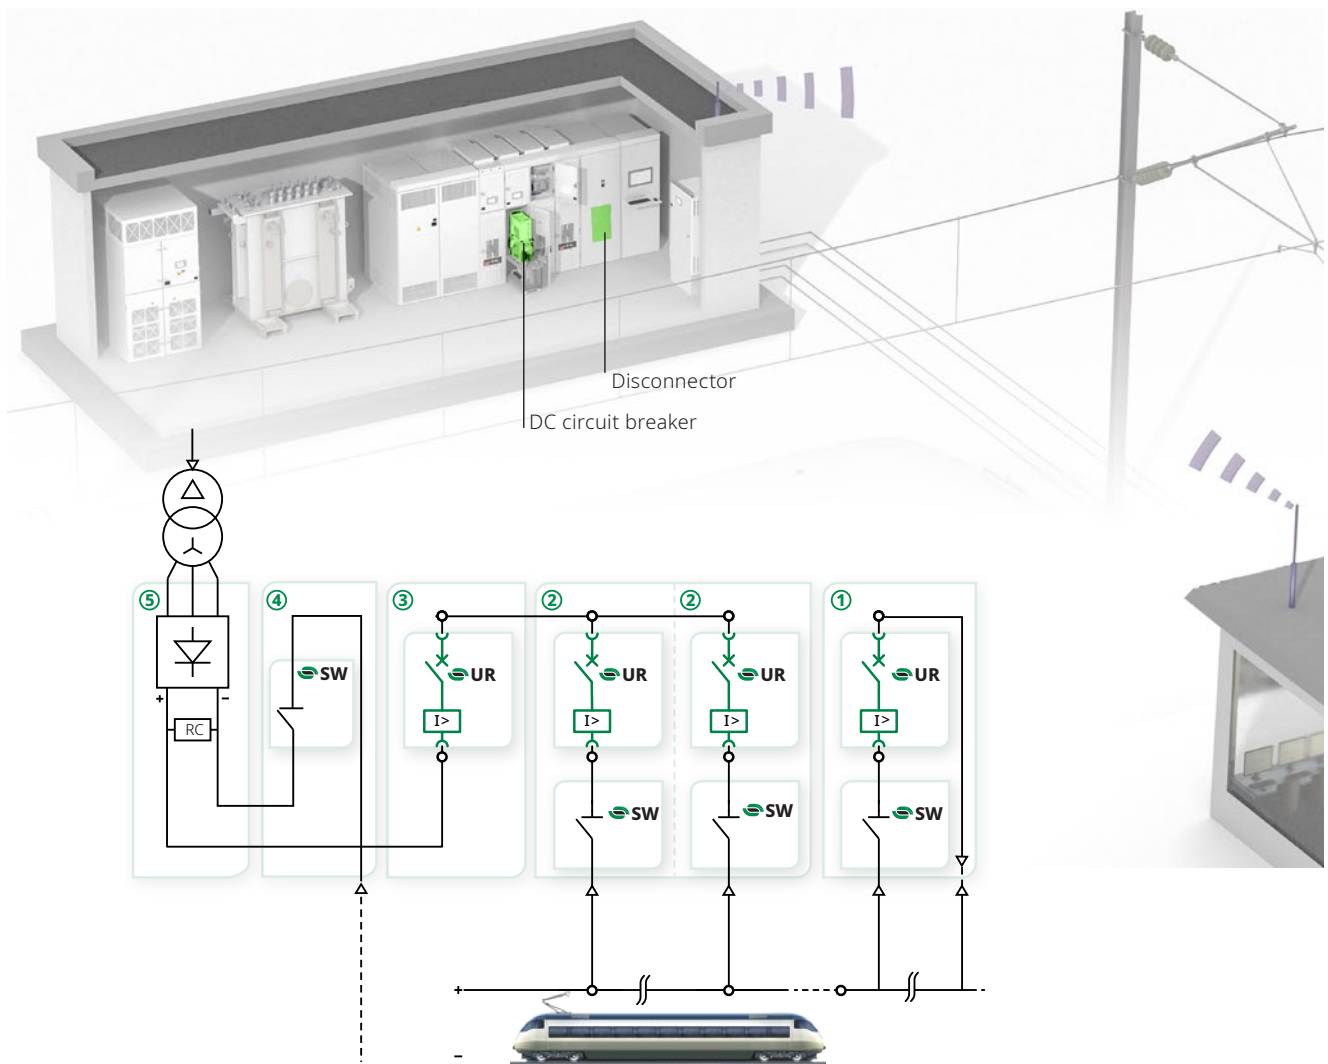 Disconnector
DC circuit breaker
5 4 3 2 2 1
SW UR UR UR UR
+ -
RC I> I> I> I>
SW SW SW
+
-